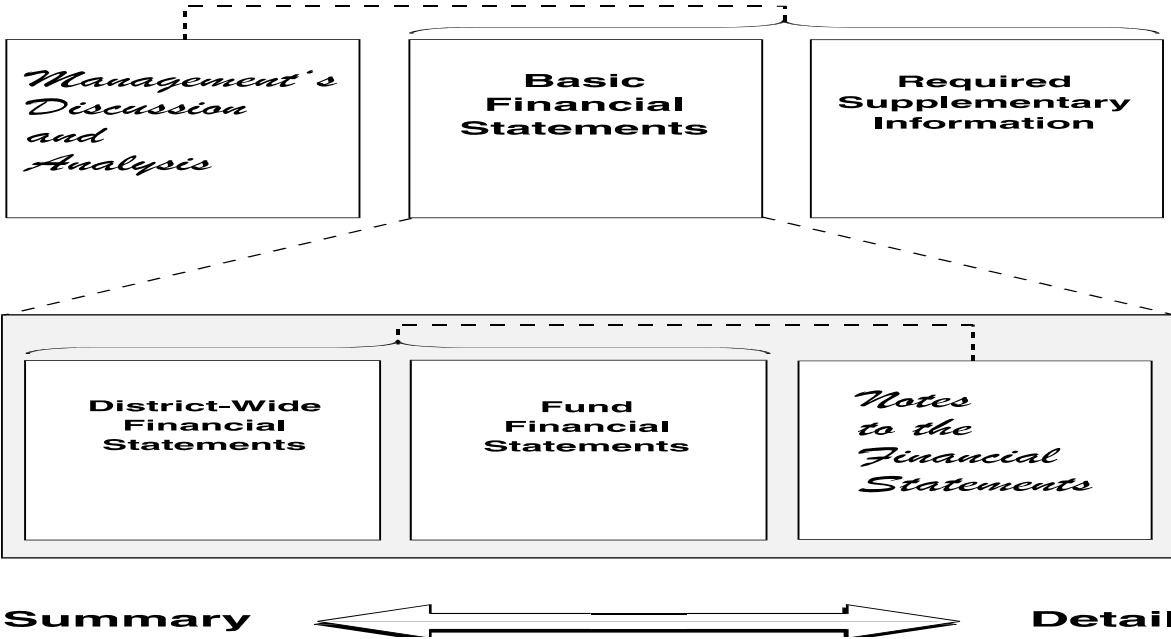 Management's
Discussion
and
Analysis
Basic
Financial
Statements
Required
Supplementary
Information
District-Wide
Financial
Statements
Fund
Financial
Statements
Notes
to the
Financial
Statements
Summary
Detail